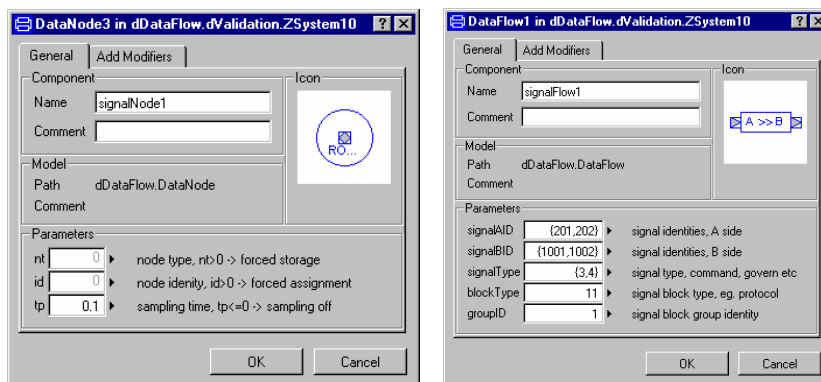 DataNode3 in dDataFlow.dValidation.ZSystem10
General Add Modifiers
Component
Icon
Name signalNode1
Comment
RO...
Model
Path dDataFlow.DataNode
Comment
Parameters
nt 0 node type, nt>0 -> forced storage
id 0 node idenity, id>0 -> forced assignment
tp 0.1 sampling time, tp<=0 -> sampling off
OK Cancel
DataFlow1 in dDataFlow.dValidation.ZSystem10
General Add Modifiers
Component
Icon
Name signalFlow1
Comment
A >> B
Model
Path dDataFlow.DataFlow
Comment
Parameters
signalAID {201,202} signal identities, A side
signalBID {1001,1002} signal identities, B side
signalType {3,4} signal type, command, govern etc
blockType 11 signal block type, eg. protocol
groupID 1 signal block group identity
OK Cancel